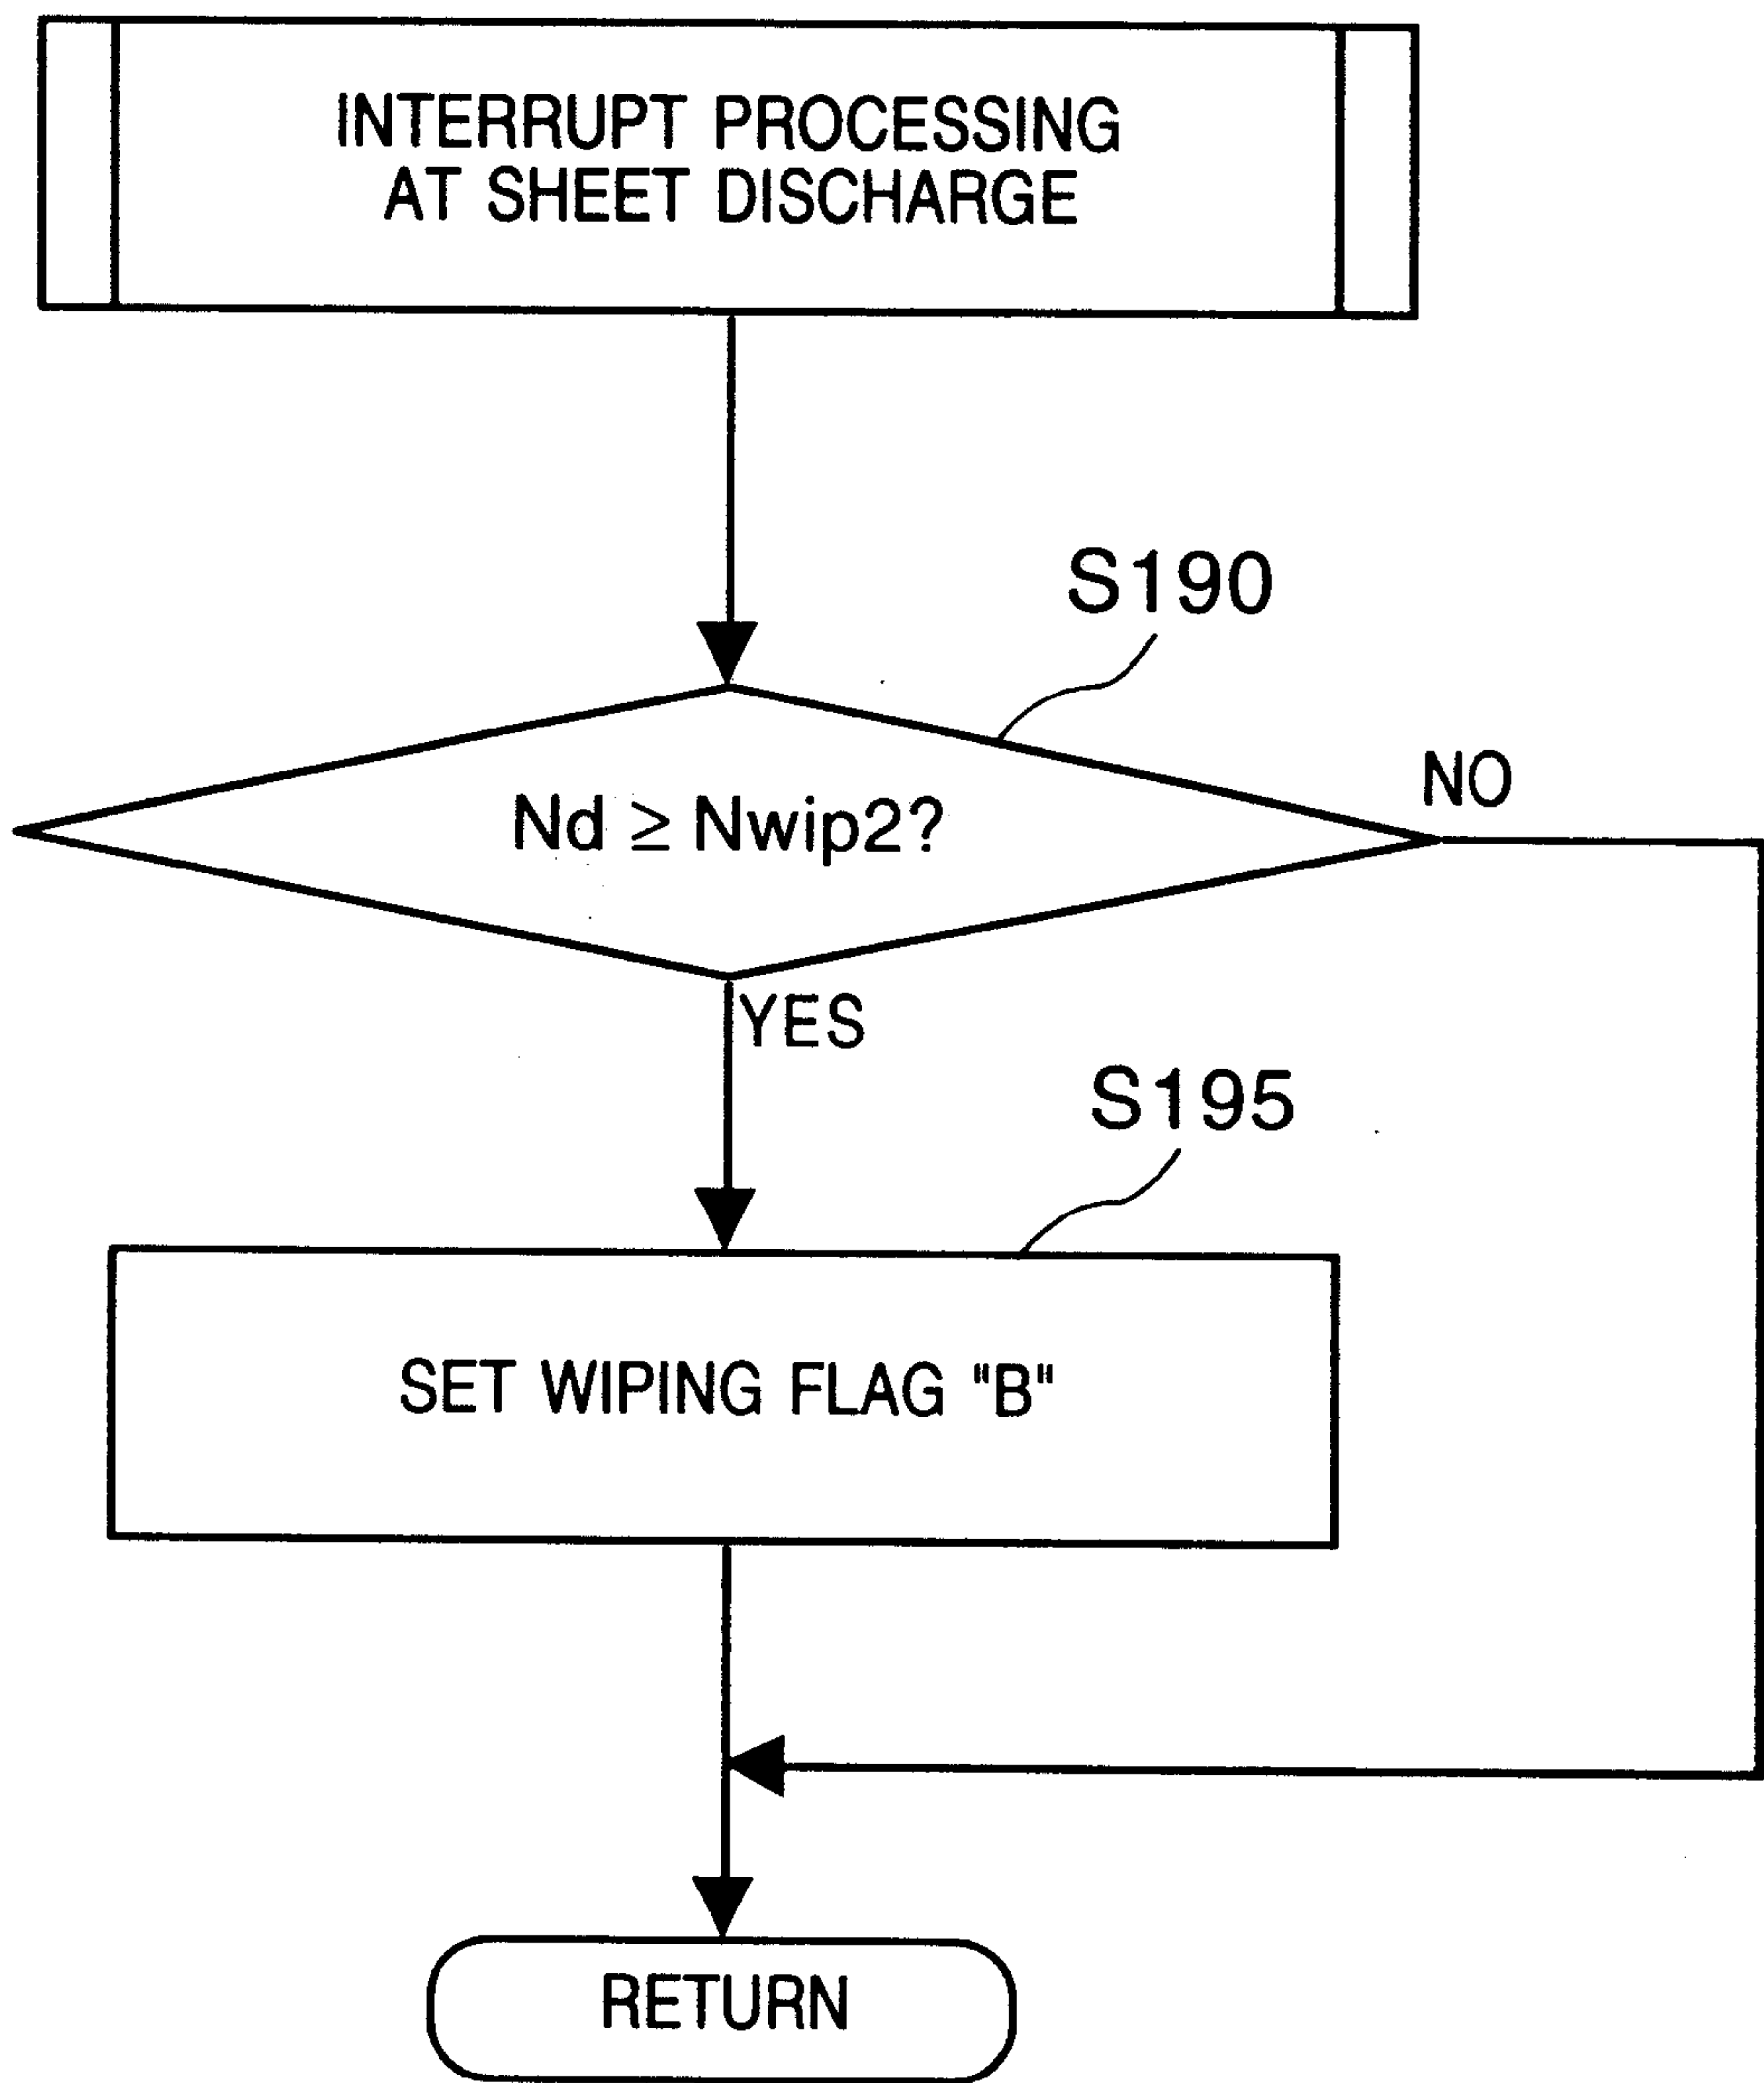 INTERRUPT PROCESSING
AT SHEET DISCHARGE
S190
Nd ≥ Nwip2?
NO
YES
S195
SET WIPING FLAG "B"
RETURN